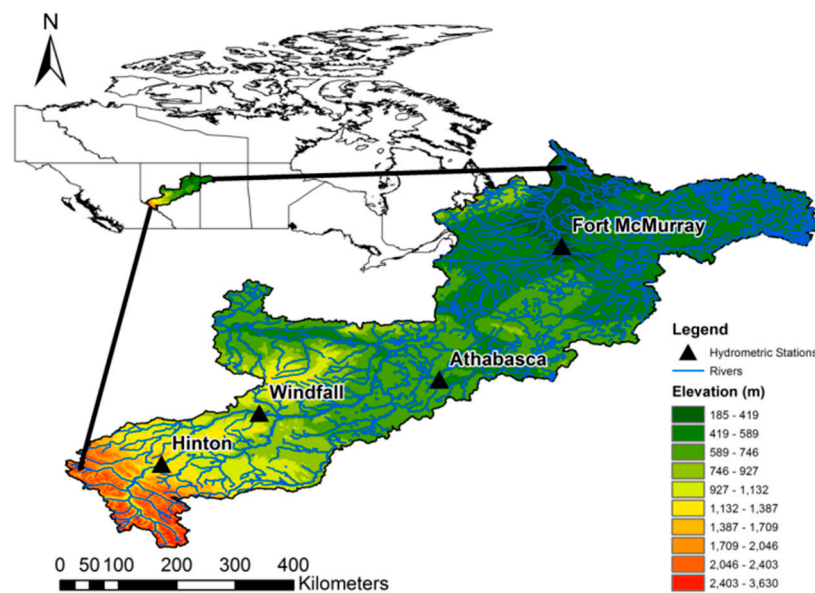 N
Fort McMurray
Athabasca
Windfall
Hinton
Legend
Hydrometric Stations
Rivers
Elevation (m)
185 - 419
419 - 589
589 - 746
746 - 927
927 - 1,132
1,132 - 1,387
1,387 - 1,709
1,709 - 2,046
2,046 - 2,403
2,403 - 3,630
0 50 100 200 300 400
Kilometers